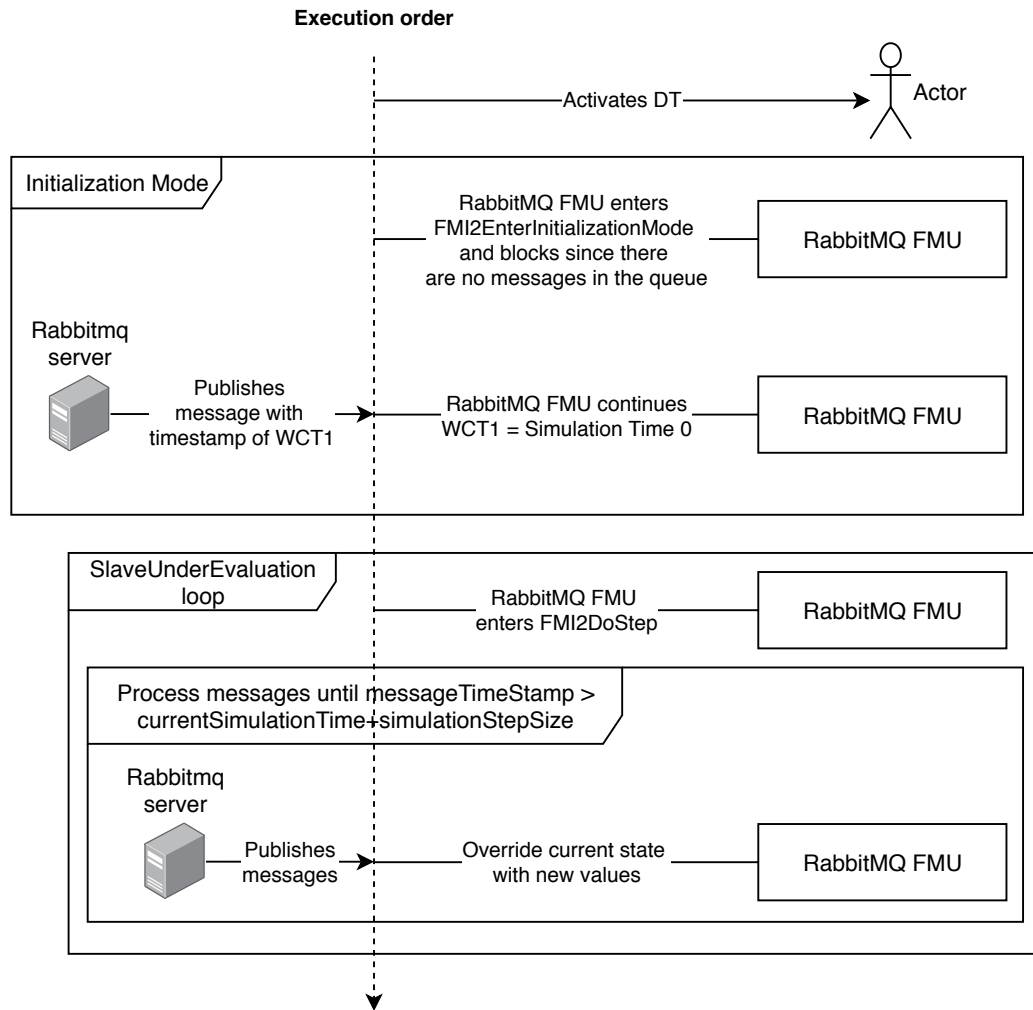 Execution order
Activates DT
Actor
Initialization Mode
RabbitMQ FMU enters
FMI2EnterInitializationMode
and blocks since there
are no messages in the queue
RabbitMQ FMU
Rabbitmq
server
Publishes
message with
timestamp of WCT1
RabbitMQ FMU continues
WCT1 = Simulation Time 0
RabbitMQ FMU
SlaveUnderEvaluation
loop
RabbitMQ FMU
enters FMI2DoStep
RabbitMQ FMU
Process messages until messageTimeStamp >
currentSimulationTime+simulationStepSize
Rabbitmq
server
Publishes
messages
Override current state
with new values
RabbitMQ FMU